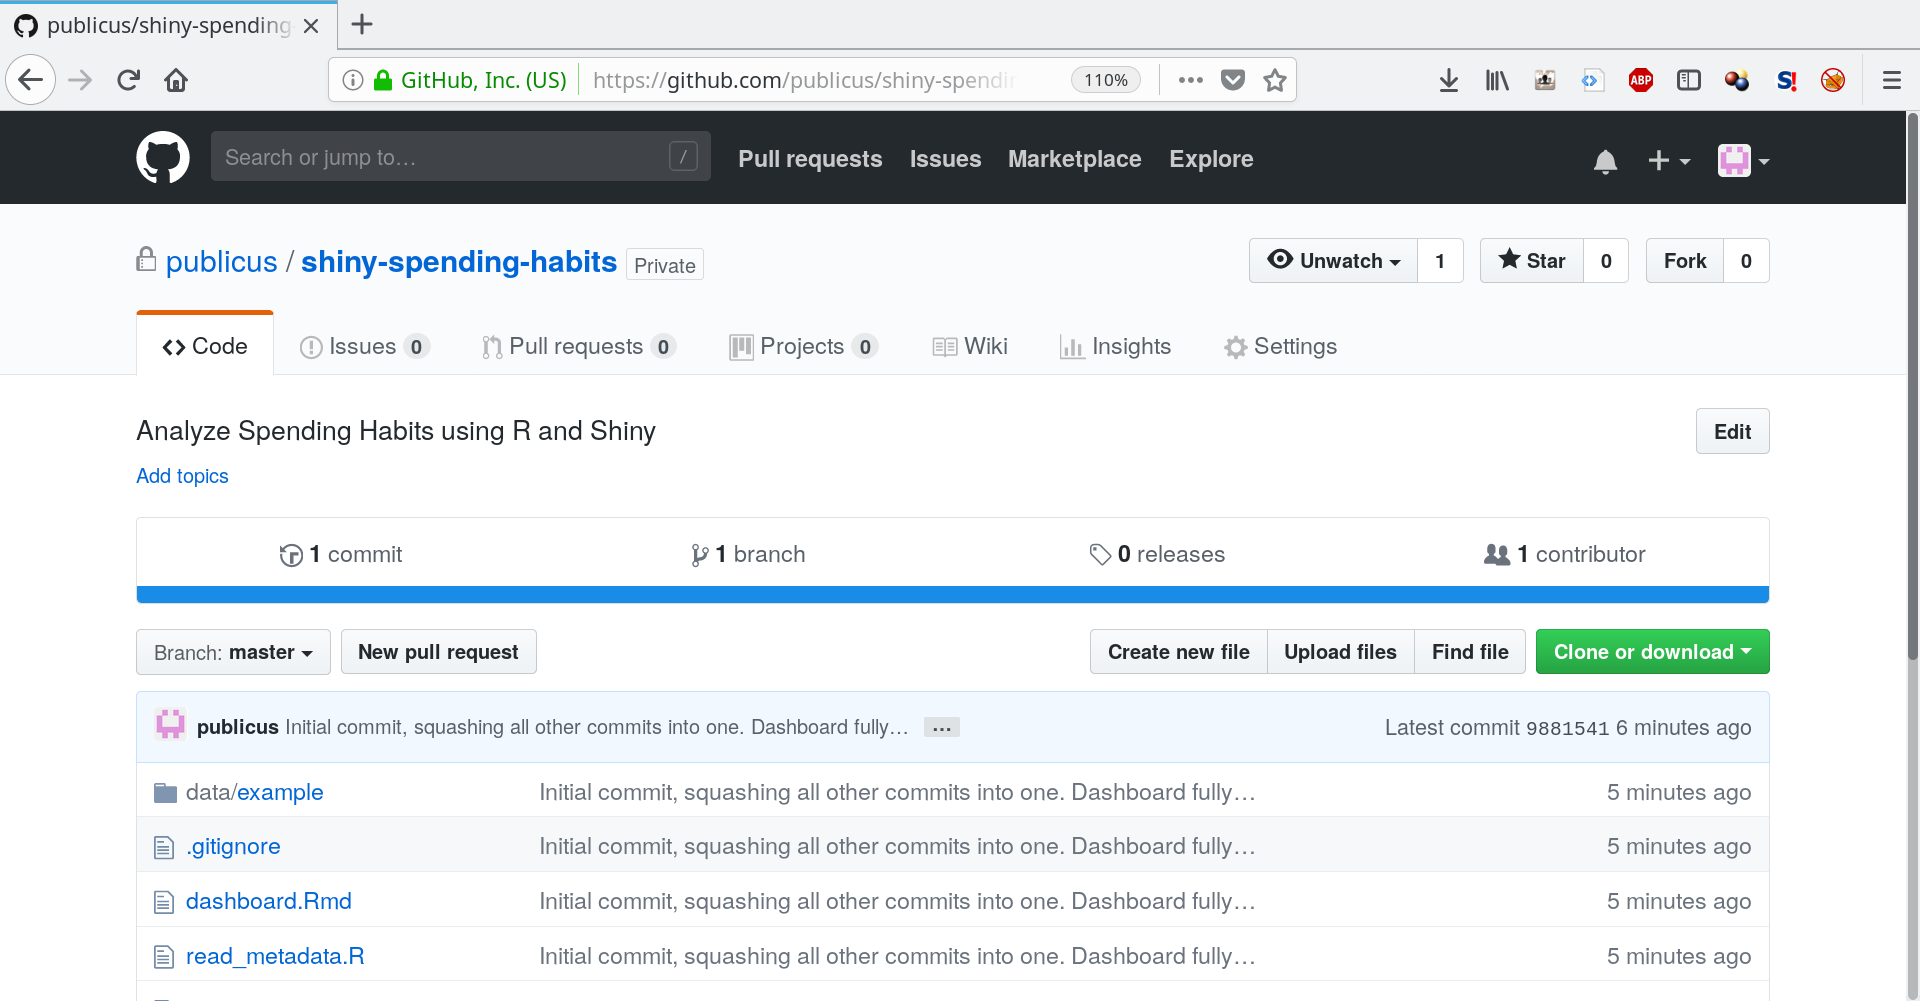 publicus/shiny-spending
GitHub, Inc. (US) https://github.com/publicus/shiny-spendin 110%
ABP
S!
Search or jump to… / Pull requests Issues Marketplace Explore
publicus / shiny-spending-habits Private Unwatch 1 Star 0 Fork 0
Code Issues 0 Pull requests 0 Projects 0 Wiki Insights Settings
Analyze Spending Habits using R and Shiny Edit
Add topics
1 commit 1 branch 0 releases 1 contributor
Branch: master New pull request Create new file Upload files Find file Clone or download
publicus Initial commit, squashing all other commits into one. Dashboard fully… … Latest commit 9881541 6 minutes ago
data/example Initial commit, squashing all other commits into one. Dashboard fully… 5 minutes ago
.gitignore Initial commit, squashing all other commits into one. Dashboard fully… 5 minutes ago
dashboard.Rmd Initial commit, squashing all other commits into one. Dashboard fully… 5 minutes ago
read_metadata.R Initial commit, squashing all other commits into one. Dashboard fully… 5 minutes ago